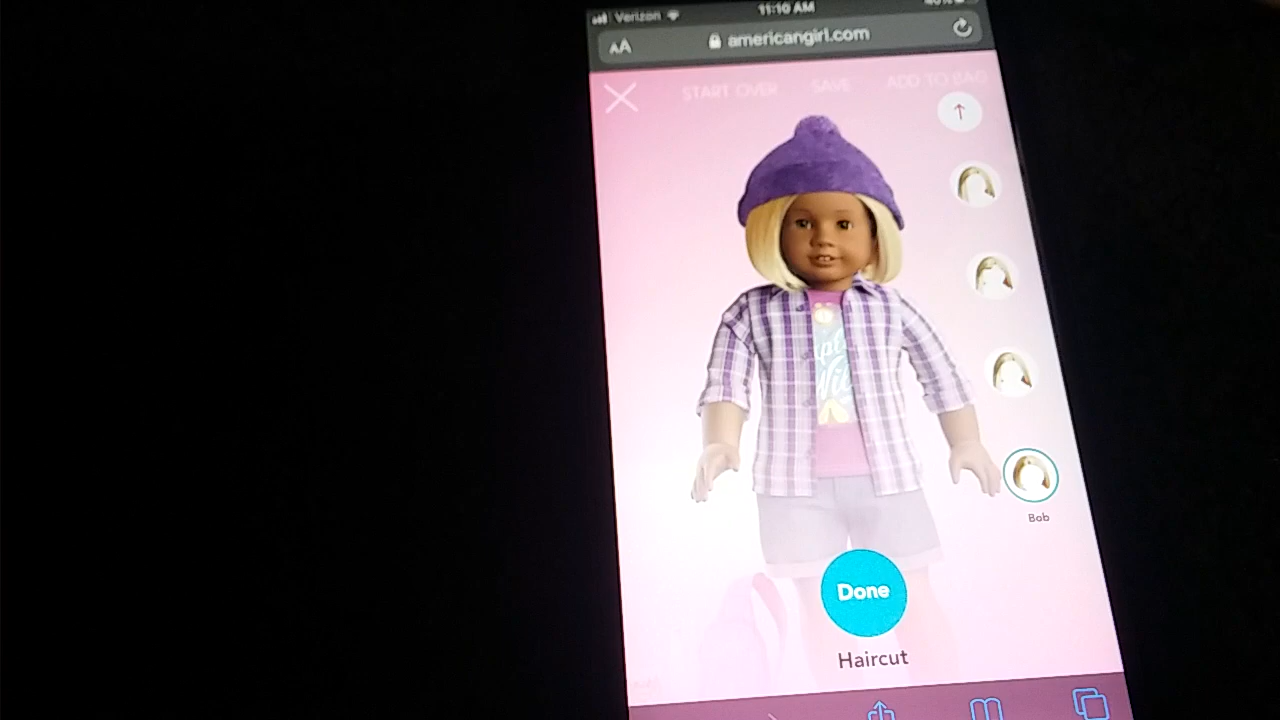 Verizon 11:10 AM
AA americangirl.com
START OVER SAVE ADD TO BAG
Bob
Done
Haircut